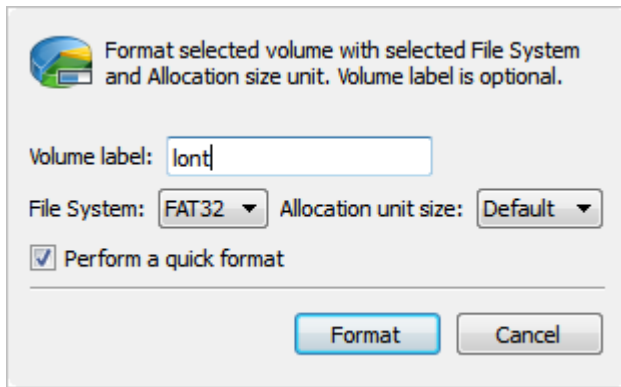 Format selected volume with selected File System
and Allocation size unit. Volume label is optional.
Volume label: lont
File System: FAT32 Allocation unit size: Default
Perform a quick format
Format Cancel